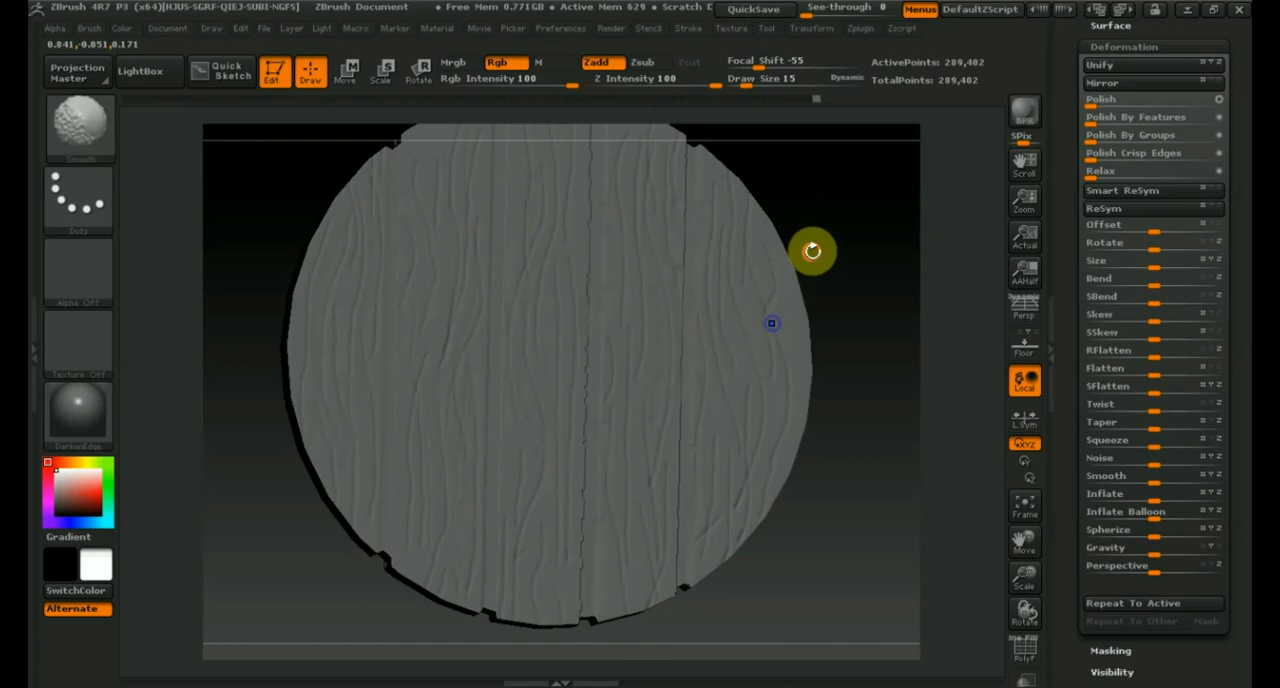 ZBrush 4R7 P3 (x64)[HJUS-SGRF-QIEJ-SUBI-NGFS] ZBrush Document • Free Mem 0.771GB • Active Mem 629 • Scratch D QuickSave See-through 0 Menus DefaultZScript
Alpha Brush Color Document Draw Edit File Layer Light Macro Marker Material Movie Picker Preferences Render Stencil Stroke Texture Tool Transform Zplugin Zscript
0.841,-0.051,0.171
Projection Master
LightBox
Quick Sketch
Edit
Draw
Move
Scale
Rotate
Mrgb Rgb M
Rgb Intensity 100
Zadd Zsub Zcut
Z Intensity 100
Focal Shift -55
Draw Size 15 Dynamic
ActivePoints: 289,402
TotalPoints: 289,402
Smooth
Dots
Alpha Off
Texture Off
DarkenEdge
Gradient
SwitchColor
Alternate
BPR
SPix
Scroll
Zoom
Actual
AAHalf
Dynamic
Persp
Floor
Local
L.Sym
XYZ
Frame
Move
Scale
Rotate
Line Fill
PolyF
Surface
Deformation
Unify
Mirror
Polish
Polish By Features
Polish By Groups
Polish Crisp Edges
Relax
Smart ReSym
ReSym
Offset
Rotate
Size
Bend
SBend
Skew
SSkew
RFlatten
Flatten
SFlatten
Twist
Taper
Squeeze
Noise
Smooth
Inflate
Inflate Balloon
Spherize
Gravity
Perspective
Repeat To Active
Repeat To Other Mask
Masking
Visibility